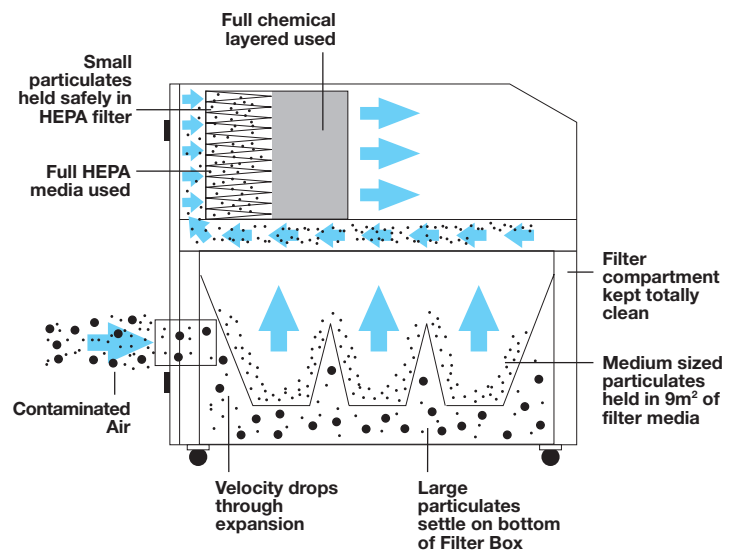 Full chemical
layered used
Small
particulates
held safely in
HEPA filter
Full HEPA
media used
Filter
compartment
kept totally
clean
Contaminated
Air
Medium sized
particulates
held in 9m² of
filter media
Velocity drops
through
expansion
Large
particulates
settle on bottom
of Filter Box